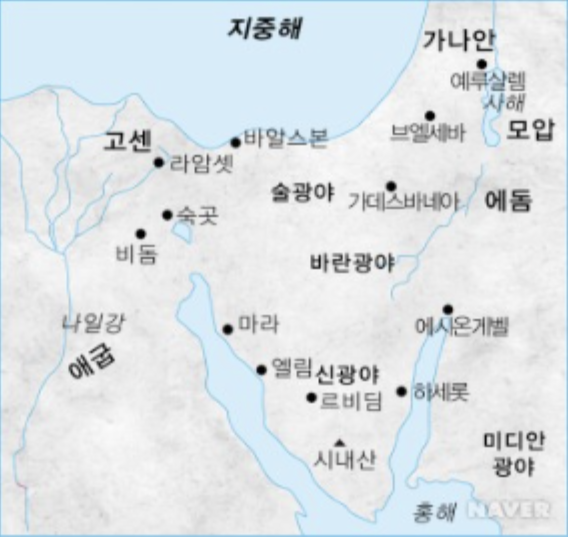 지중해
가나안
예루살렘
사해
브엘세바
모압
고센
바알스본
라암셋
술광야
가데스바네아
에돔
숙곳
비돔
바란광야
나일강
애굽
마라
에시온게벨
엘림
신광야
르비딤
하세롯
시내산
미디안
광야
홍해
NAVER